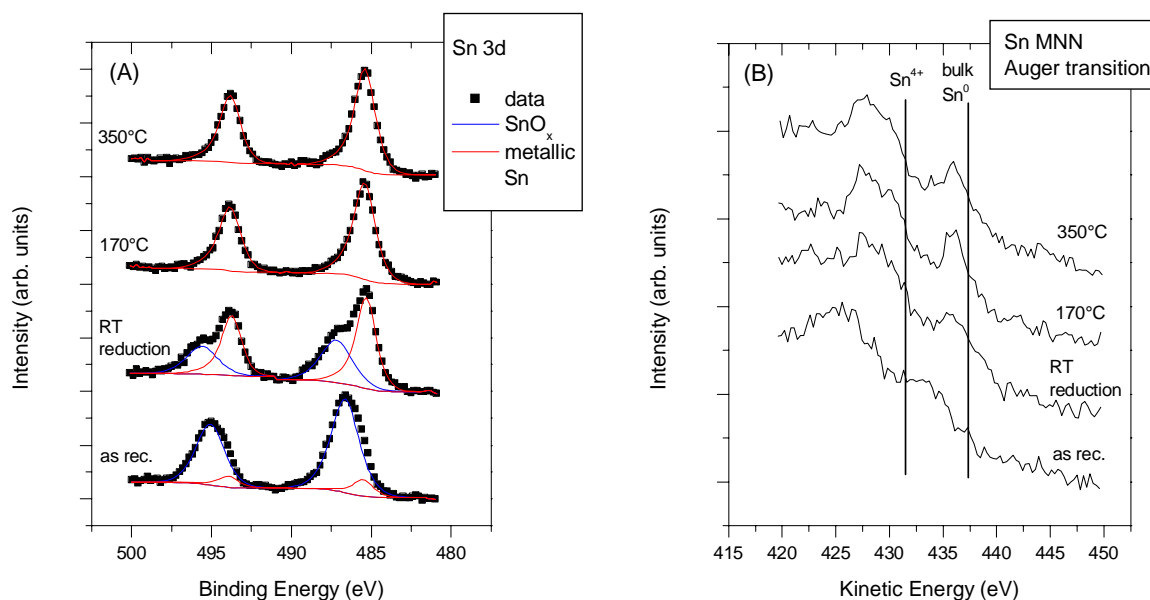 (A)
Sn 3d
data
SnOₓ
metallic
Sn
350°C
170°C
RT
reduction
as rec.
Intensity (arb. units)
500 495 490 485 480
Binding Energy (eV)
(B)
Sn⁴⁺
bulk
Sn⁰
Sn MNN
Auger transition
350°C
170°C
RT
reduction
as rec.
Intensity (arb. units)
415 420 425 430 435 440 445 450
Kinetic Energy (eV)